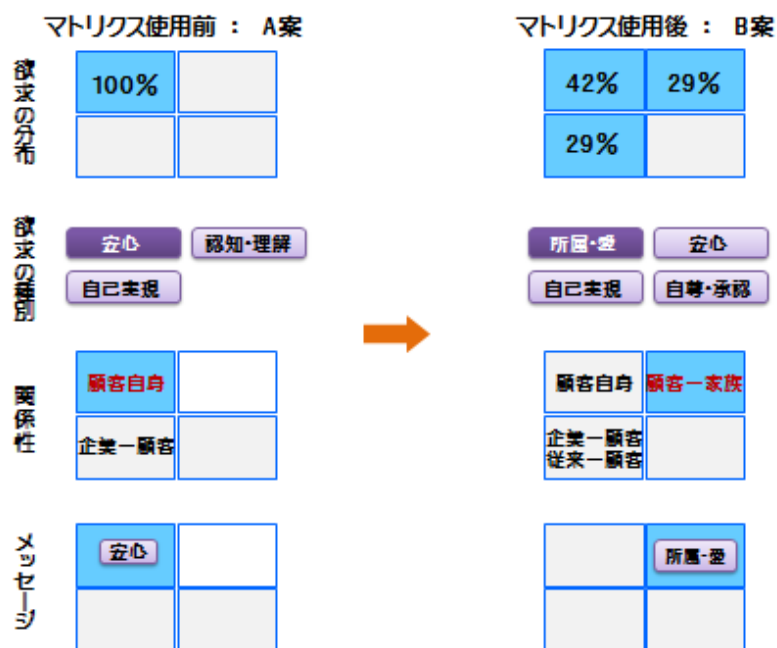 マトリクス使用前 ： A案
マトリクス使用後 ： B案
欲求の分布
100%
42% 29%
29%
欲求の種別
安心 認知・理解
自己実現
所属・愛 安心
自己実現 自尊・承認
関係性
顧客自身
企業ー顧客
顧客自身 顧客ー家族
企業ー顧客
従来ー顧客
メッセージ
安心
所属・愛